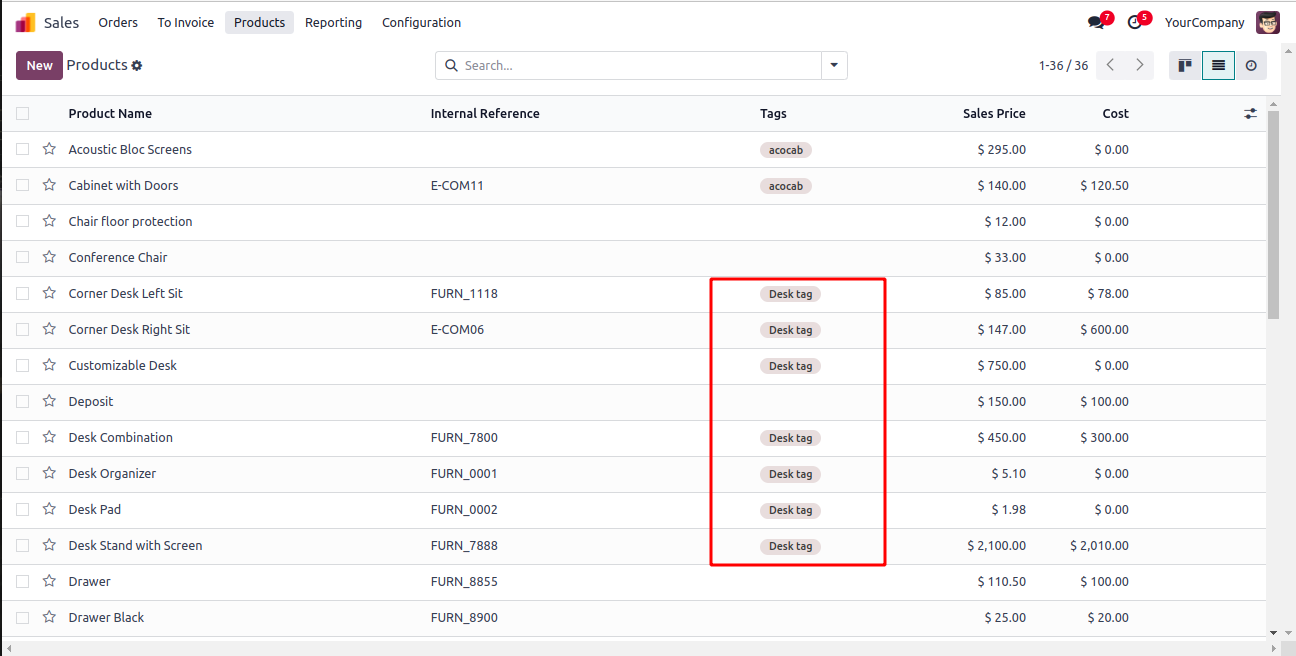 Sales Orders To Invoice Products Reporting Configuration 7 5 YourCompany
New Products Search... 1-36 / 36
Product Name Internal Reference Tags Sales Price Cost
Acoustic Bloc Screens acocab $ 295.00 $ 0.00
Cabinet with Doors E-COM11 acocab $ 140.00 $ 120.50
Chair floor protection $ 12.00 $ 0.00
Conference Chair $ 33.00 $ 0.00
Corner Desk Left Sit FURN_1118 Desk tag $ 85.00 $ 78.00
Corner Desk Right Sit E-COM06 Desk tag $ 147.00 $ 600.00
Customizable Desk Desk tag $ 750.00 $ 0.00
Deposit $ 150.00 $ 100.00
Desk Combination FURN_7800 Desk tag $ 450.00 $ 300.00
Desk Organizer FURN_0001 Desk tag $ 5.10 $ 0.00
Desk Pad FURN_0002 Desk tag $ 1.98 $ 0.00
Desk Stand with Screen FURN_7888 Desk tag $ 2,100.00 $ 2,010.00
Drawer FURN_8855 $ 110.50 $ 100.00
Drawer Black FURN_8900 $ 25.00 $ 20.00